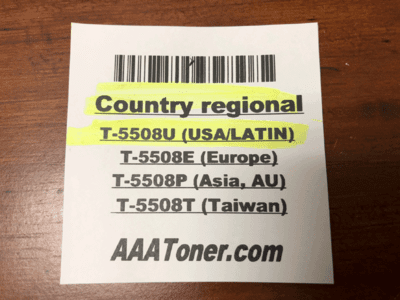 Country regional
T-5508U (USA/LATIN)
T-5508E (Europe)
T-5508P (Asia, AU)
T-5508T (Taiwan)
AAAToner.com